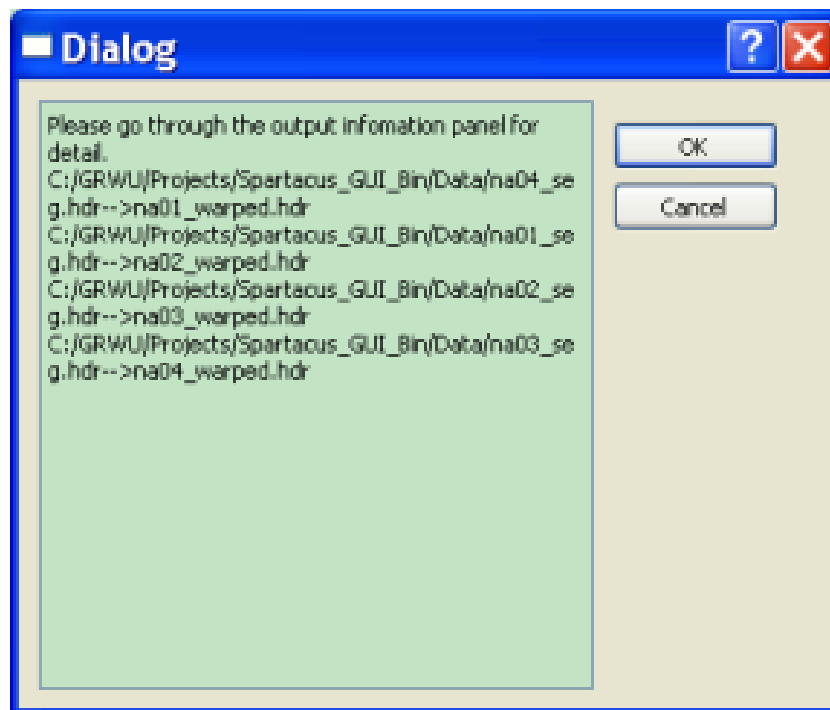 Dialog
Please go through the output infomation panel for
detail.
C:/GRWU/Projects/Spartacus_GUI_Bin/Data/na04_se
g.hdr-->na01_warped.hdr
C:/GRWU/Projects/Spartacus_GUI_Bin/Data/na01_se
g.hdr-->na02_warped.hdr
C:/GRWU/Projects/Spartacus_GUI_Bin/Data/na02_se
g.hdr-->na03_warped.hdr
C:/GRWU/Projects/Spartacus_GUI_Bin/Data/na03_se
g.hdr-->na04_warped.hdr
OK
Cancel